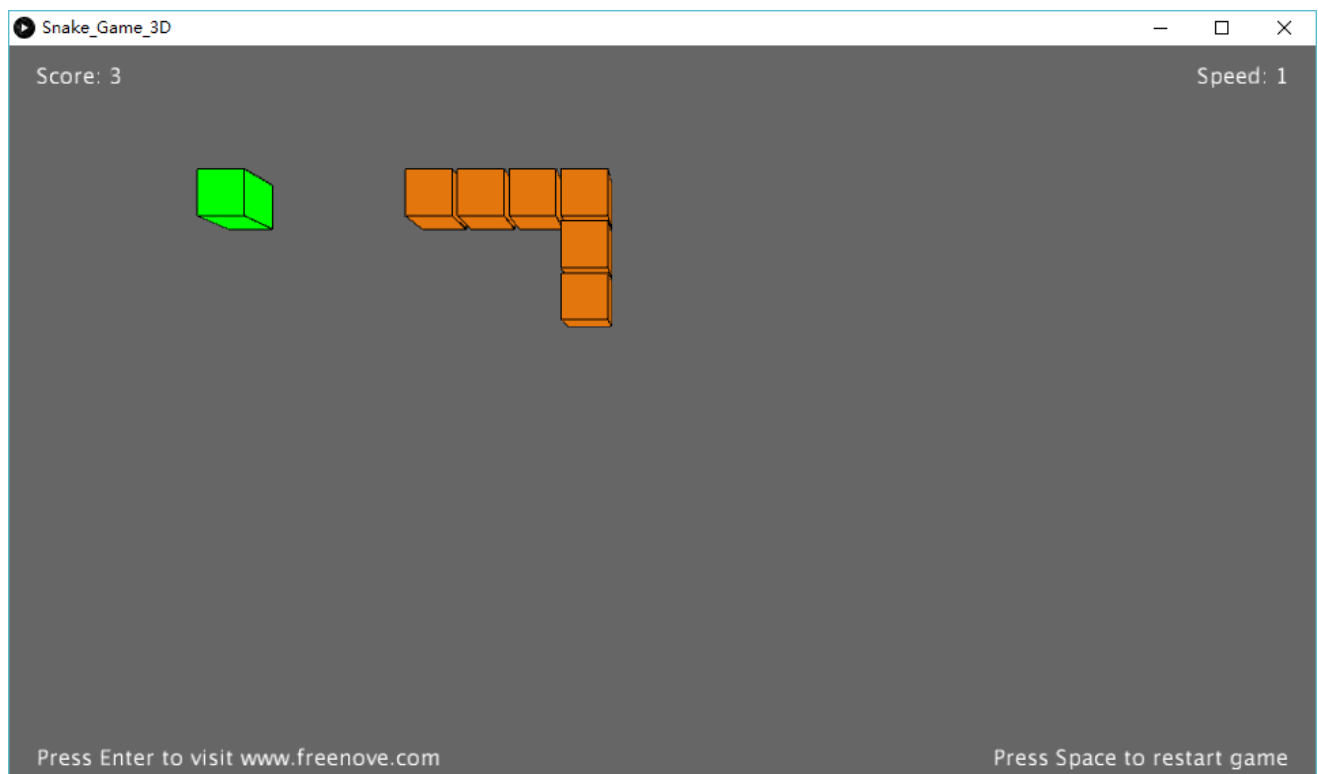 Snake_Game_3D
Score: 3
Speed: 1
Press Enter to visit www.freenove.com
Press Space to restart game